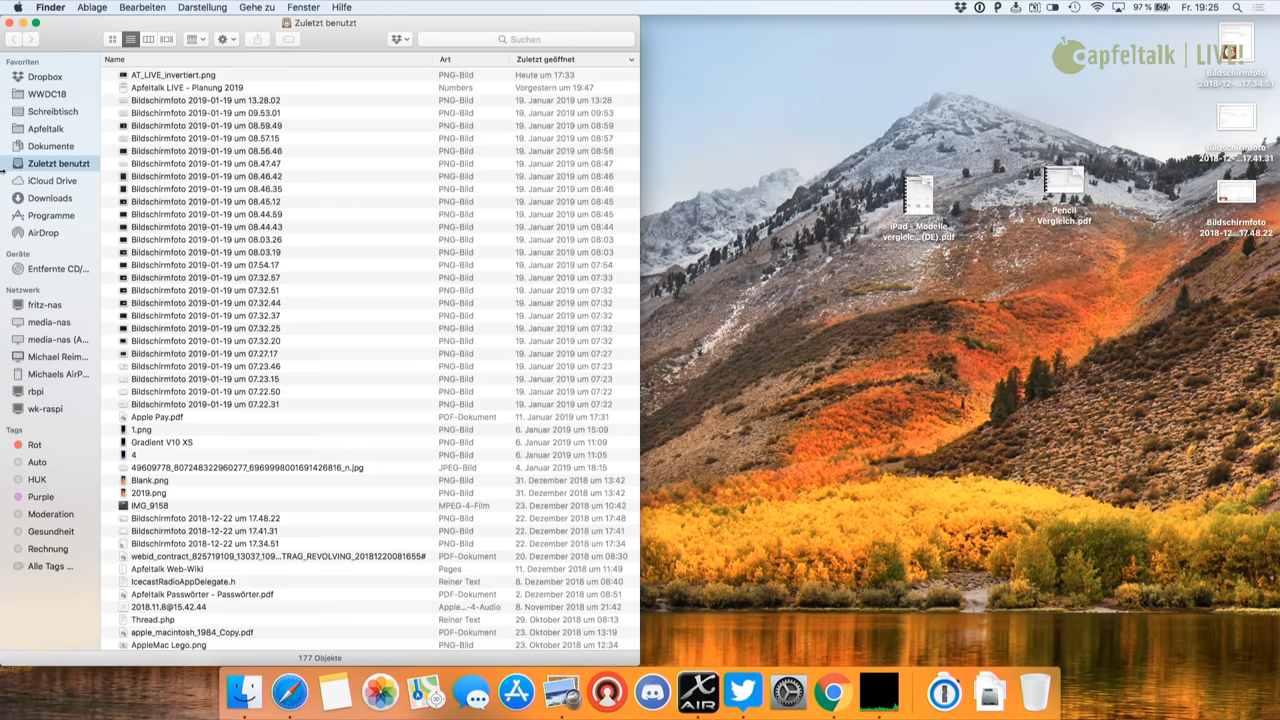 Finder Ablage Bearbeiten Darstellung Gehe zu Fenster Hilfe 97 % Fr. 19:25
Zuletzt benutzt
Suchen
apfeltalk | LIVE!
Favoriten
Dropbox
WWDC18
Schreibtisch
Apfeltalk
Dokumente
Zuletzt benutzt
iCloud Drive
Downloads
Programme
AirDrop
Geräte
Entfernte CD/...
Netzwerk
fritz-nas
media-nas
media-nas (A...
Michael Reim...
Michaels AirP...
rbpi
wk-raspi
Tags
Rot
Auto
HUK
Purple
Moderation
Gesundheit
Rechnung
Alle Tags ...
Name Art Zuletzt geöffnet
AT_LIVE_invertiert.png PNG-Bild Heute um 17:33
Apfeltalk LIVE - Planung 2019 Numbers Vorgestern um 19:47
Bildschirmfoto 2019-01-19 um 13.28.02 PNG-Bild 19. Januar 2019 um 13:28
Bildschirmfoto 2019-01-19 um 09.53.01 PNG-Bild 19. Januar 2019 um 09:53
Bildschirmfoto 2019-01-19 um 08.59.49 PNG-Bild 19. Januar 2019 um 08:59
Bildschirmfoto 2019-01-19 um 08.57.15 PNG-Bild 19. Januar 2019 um 08:57
Bildschirmfoto 2019-01-19 um 08.56.46 PNG-Bild 19. Januar 2019 um 08:56
Bildschirmfoto 2019-01-19 um 08.47.47 PNG-Bild 19. Januar 2019 um 08:47
Bildschirmfoto 2019-01-19 um 08.46.42 PNG-Bild 19. Januar 2019 um 08:46
Bildschirmfoto 2019-01-19 um 08.46.35 PNG-Bild 19. Januar 2019 um 08:46
Bildschirmfoto 2019-01-19 um 08.45.12 PNG-Bild 19. Januar 2019 um 08:45
Bildschirmfoto 2019-01-19 um 08.44.59 PNG-Bild 19. Januar 2019 um 08:45
Bildschirmfoto 2019-01-19 um 08.44.43 PNG-Bild 19. Januar 2019 um 08:44
Bildschirmfoto 2019-01-19 um 08.03.26 PNG-Bild 19. Januar 2019 um 08:03
Bildschirmfoto 2019-01-19 um 08.03.19 PNG-Bild 19. Januar 2019 um 08:03
Bildschirmfoto 2019-01-19 um 07.54.17 PNG-Bild 19. Januar 2019 um 07:54
Bildschirmfoto 2019-01-19 um 07.32.57 PNG-Bild 19. Januar 2019 um 07:33
Bildschirmfoto 2019-01-19 um 07.32.51 PNG-Bild 19. Januar 2019 um 07:32
Bildschirmfoto 2019-01-19 um 07.32.44 PNG-Bild 19. Januar 2019 um 07:32
Bildschirmfoto 2019-01-19 um 07.32.37 PNG-Bild 19. Januar 2019 um 07:32
Bildschirmfoto 2019-01-19 um 07.32.25 PNG-Bild 19. Januar 2019 um 07:32
Bildschirmfoto 2019-01-19 um 07.32.20 PNG-Bild 19. Januar 2019 um 07:32
Bildschirmfoto 2019-01-19 um 07.27.17 PNG-Bild 19. Januar 2019 um 07:27
Bildschirmfoto 2019-01-19 um 07.23.46 PNG-Bild 19. Januar 2019 um 07:23
Bildschirmfoto 2019-01-19 um 07.23.15 PNG-Bild 19. Januar 2019 um 07:23
Bildschirmfoto 2019-01-19 um 07.22.50 PNG-Bild 19. Januar 2019 um 07:22
Bildschirmfoto 2019-01-19 um 07.22.31 PNG-Bild 19. Januar 2019 um 07:22
Apple Pay.pdf PDF-Dokument 11. Januar 2019 um 17:31
1.png PNG-Bild 6. Januar 2019 um 15:09
Gradient V10 XS PNG-Bild 6. Januar 2019 um 11:09
4 PNG-Bild 6. Januar 2019 um 11:05
49609778_807248322960277_6969998001691426816_n.jpg JPEG-Bild 4. Januar 2019 um 18:15
Blank.png PNG-Bild 31. Dezember 2018 um 13:42
2019.png PNG-Bild 31. Dezember 2018 um 13:42
IMG_9158 MPEG-4-Film 23. Dezember 2018 um 10:42
Bildschirmfoto 2018-12-22 um 17.48.22 PNG-Bild 22. Dezember 2018 um 17:48
Bildschirmfoto 2018-12-22 um 17.41.31 PNG-Bild 22. Dezember 2018 um 17:41
Bildschirmfoto 2018-12-22 um 17.34.51 PNG-Bild 22. Dezember 2018 um 17:34
webid_contract_825719109_13037_109...TRAG_REVOLVING_20181220081655# PDF-Dokument 20. Dezember 2018 um 08:30
Apfeltalk Web-Wiki Pages 11. Dezember 2018 um 11:49
IcecastRadioAppDelegate.h Reiner Text 8. Dezember 2018 um 08:40
Apfeltalk Passwörter - Passwörter.pdf PDF-Dokument 2. Dezember 2018 um 08:51
2018.11.8@15.42.44 Apple...-4-Audio 8. November 2018 um 21:42
Thread.php Reiner Text 29. Oktober 2018 um 08:13
apple_macintosh_1984_Copy.pdf PDF-Dokument 23. Oktober 2018 um 13:19
AppleMac Lego.png PNG-Bild 23. Oktober 2018 um 12:34
177 Objekte
Bildschirmfoto
2018-12-...17.34.51
Bildschirmfoto
2018-12-...17.41.31
Bildschirmfoto
2018-12-...17.48.22
iPad - Modelle
vergleic...(DE).pdf
Pencil
Vergleich.pdf
X
AIR